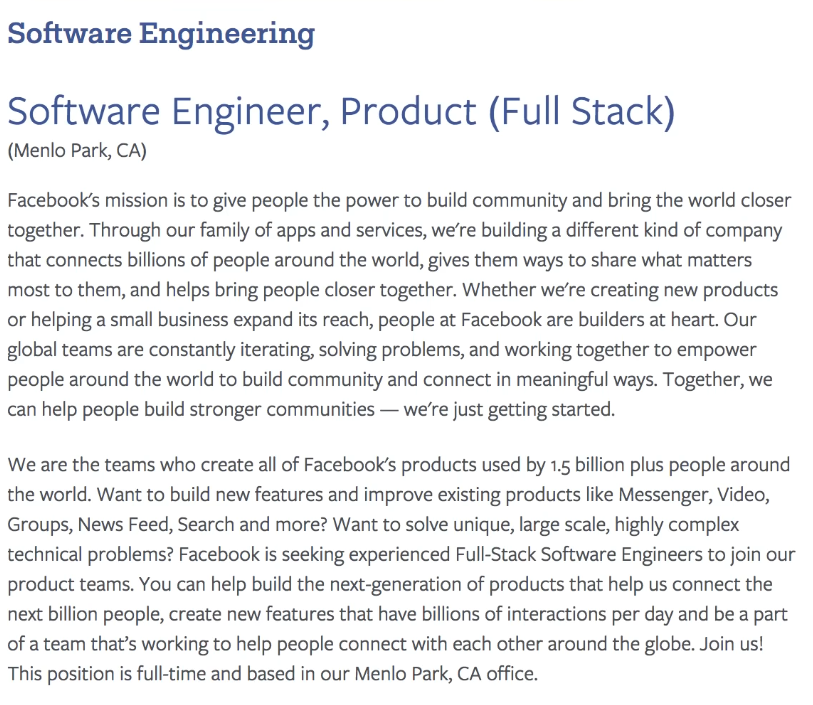 Software Engineering
Software Engineer, Product (Full Stack)
(Menlo Park, CA)
Facebook's mission is to give people the power to build community and bring the world closer
together. Through our family of apps and services, we're building a different kind of company
that connects billions of people around the world, gives them ways to share what matters
most to them, and helps bring people closer together. Whether we're creating new products
or helping a small business expand its reach, people at Facebook are builders at heart. Our
global teams are constantly iterating, solving problems, and working together to empower
people around the world to build community and connect in meaningful ways. Together, we
can help people build stronger communities — we're just getting started.
We are the teams who create all of Facebook's products used by 1.5 billion plus people around
the world. Want to build new features and improve existing products like Messenger, Video,
Groups, News Feed, Search and more? Want to solve unique, large scale, highly complex
technical problems? Facebook is seeking experienced Full-Stack Software Engineers to join our
product teams. You can help build the next-generation of products that help us connect the
next billion people, create new features that have billions of interactions per day and be a part
of a team that's working to help people connect with each other around the globe. Join us!
This position is full-time and based in our Menlo Park, CA office.